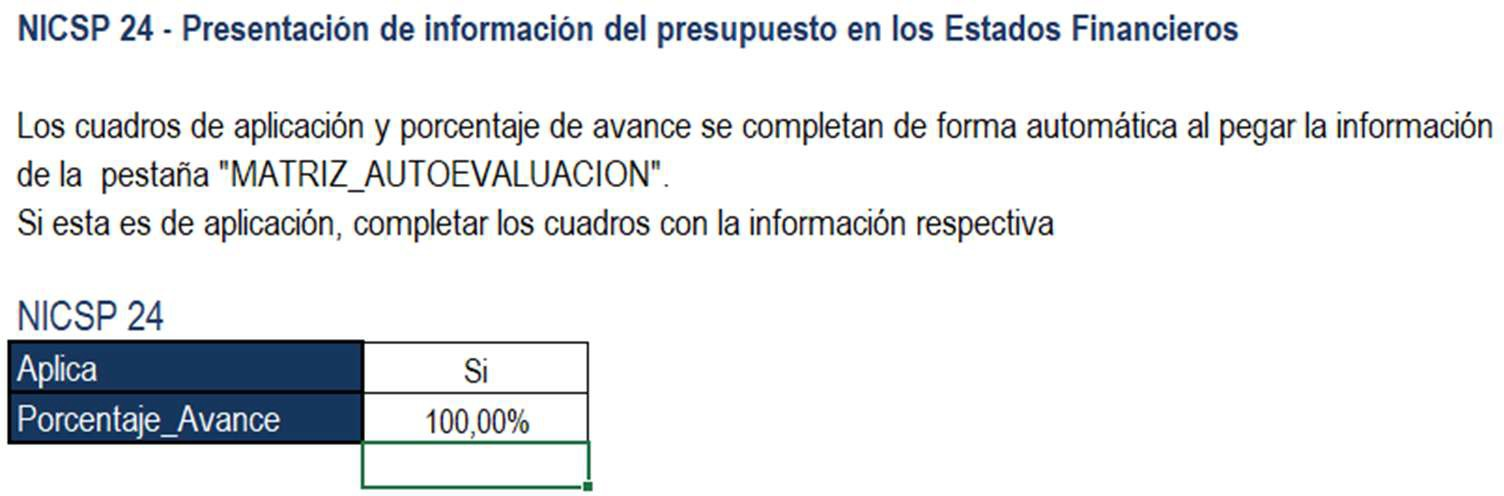 NICSP 24 - Presentación de información del presupuesto en los Estados Financieros
Los cuadros de aplicación y porcentaje de avance se completan de forma automática al pegar la información
de la  pestaña "MATRIZ_AUTOEVALUACION".
Si esta es de aplicación, completar los cuadros con la información respectiva
NICSP 24
Aplica Si
Porcentaje_Avance 100,00%